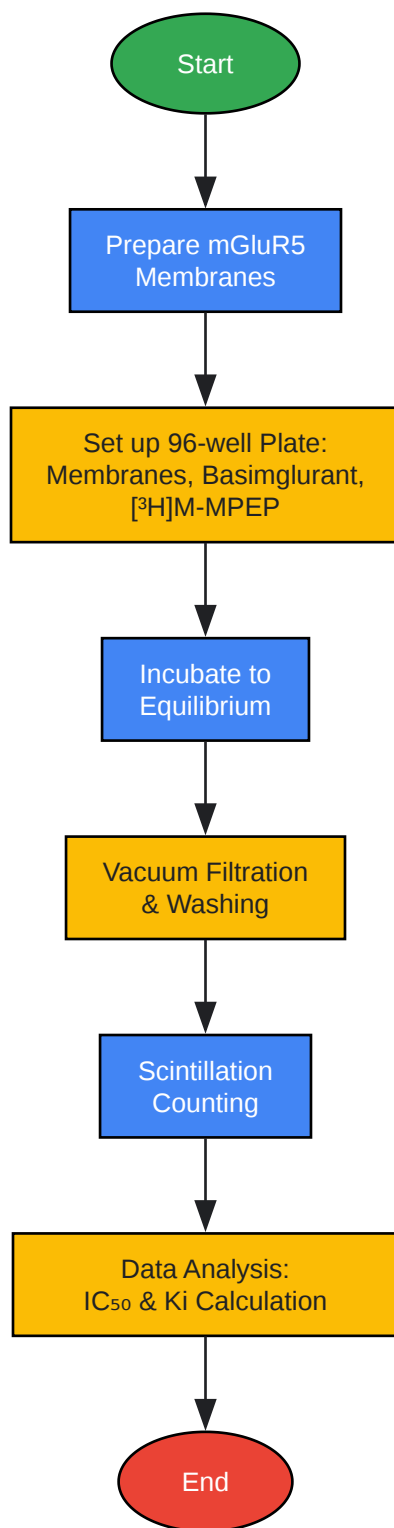 Start
Prepare mGluR5
Membranes
Set up 96-well Plate:
Membranes, Basimglurant,
[³H]M-MPEP
Incubate to
Equilibrium
Vacuum Filtration
& Washing
Scintillation
Counting
Data Analysis:
IC₅₀ & Ki Calculation
End